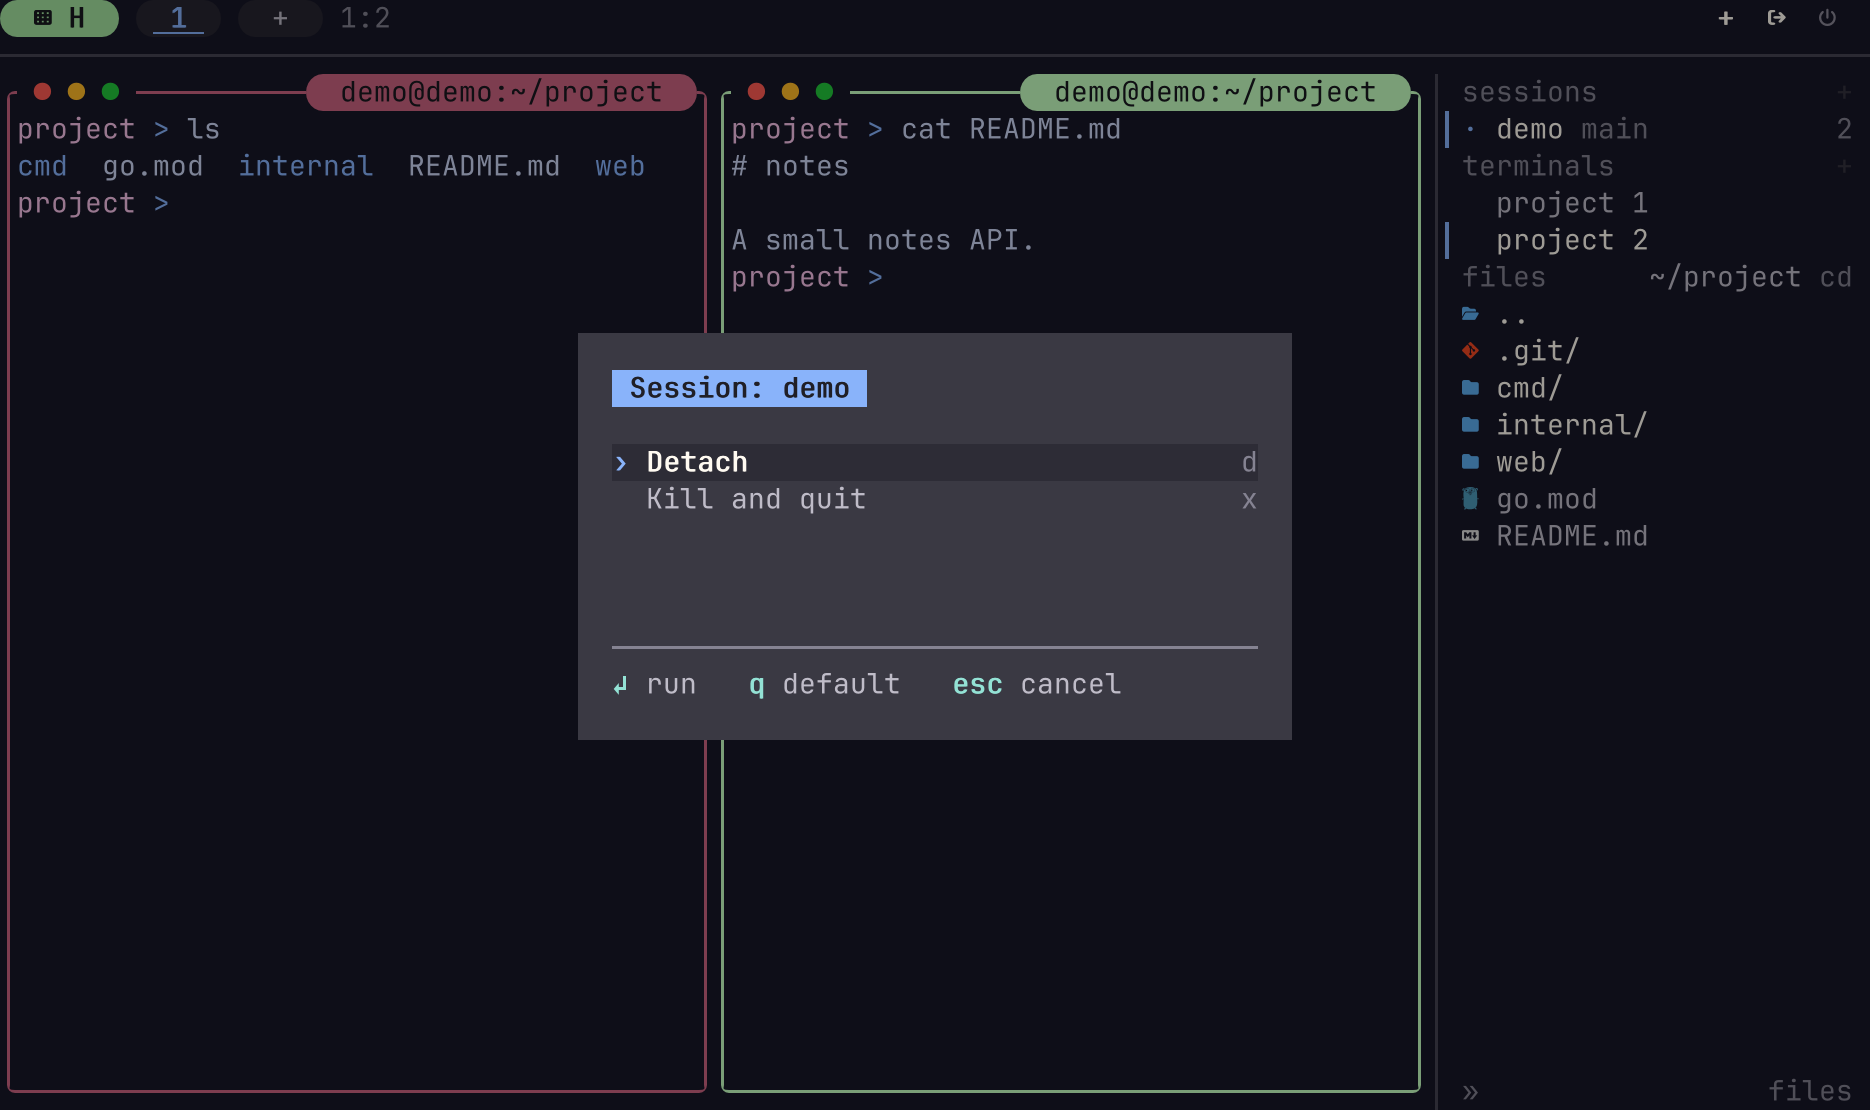 H 1 + 1:2 +
demo@demo:~/project
project > ls
cmd go.mod internal README.md web
project >
demo@demo:~/project
project > cat README.md
# notes
A small notes API.
project >
Session: demo
› Detach d
Kill and quit x
↲ run q default esc cancel
sessions +
· demo main 2
terminals +
project 1
project 2
files ~/project cd
..
.git/
cmd/
internal/
web/
go.mod
README.md
» files